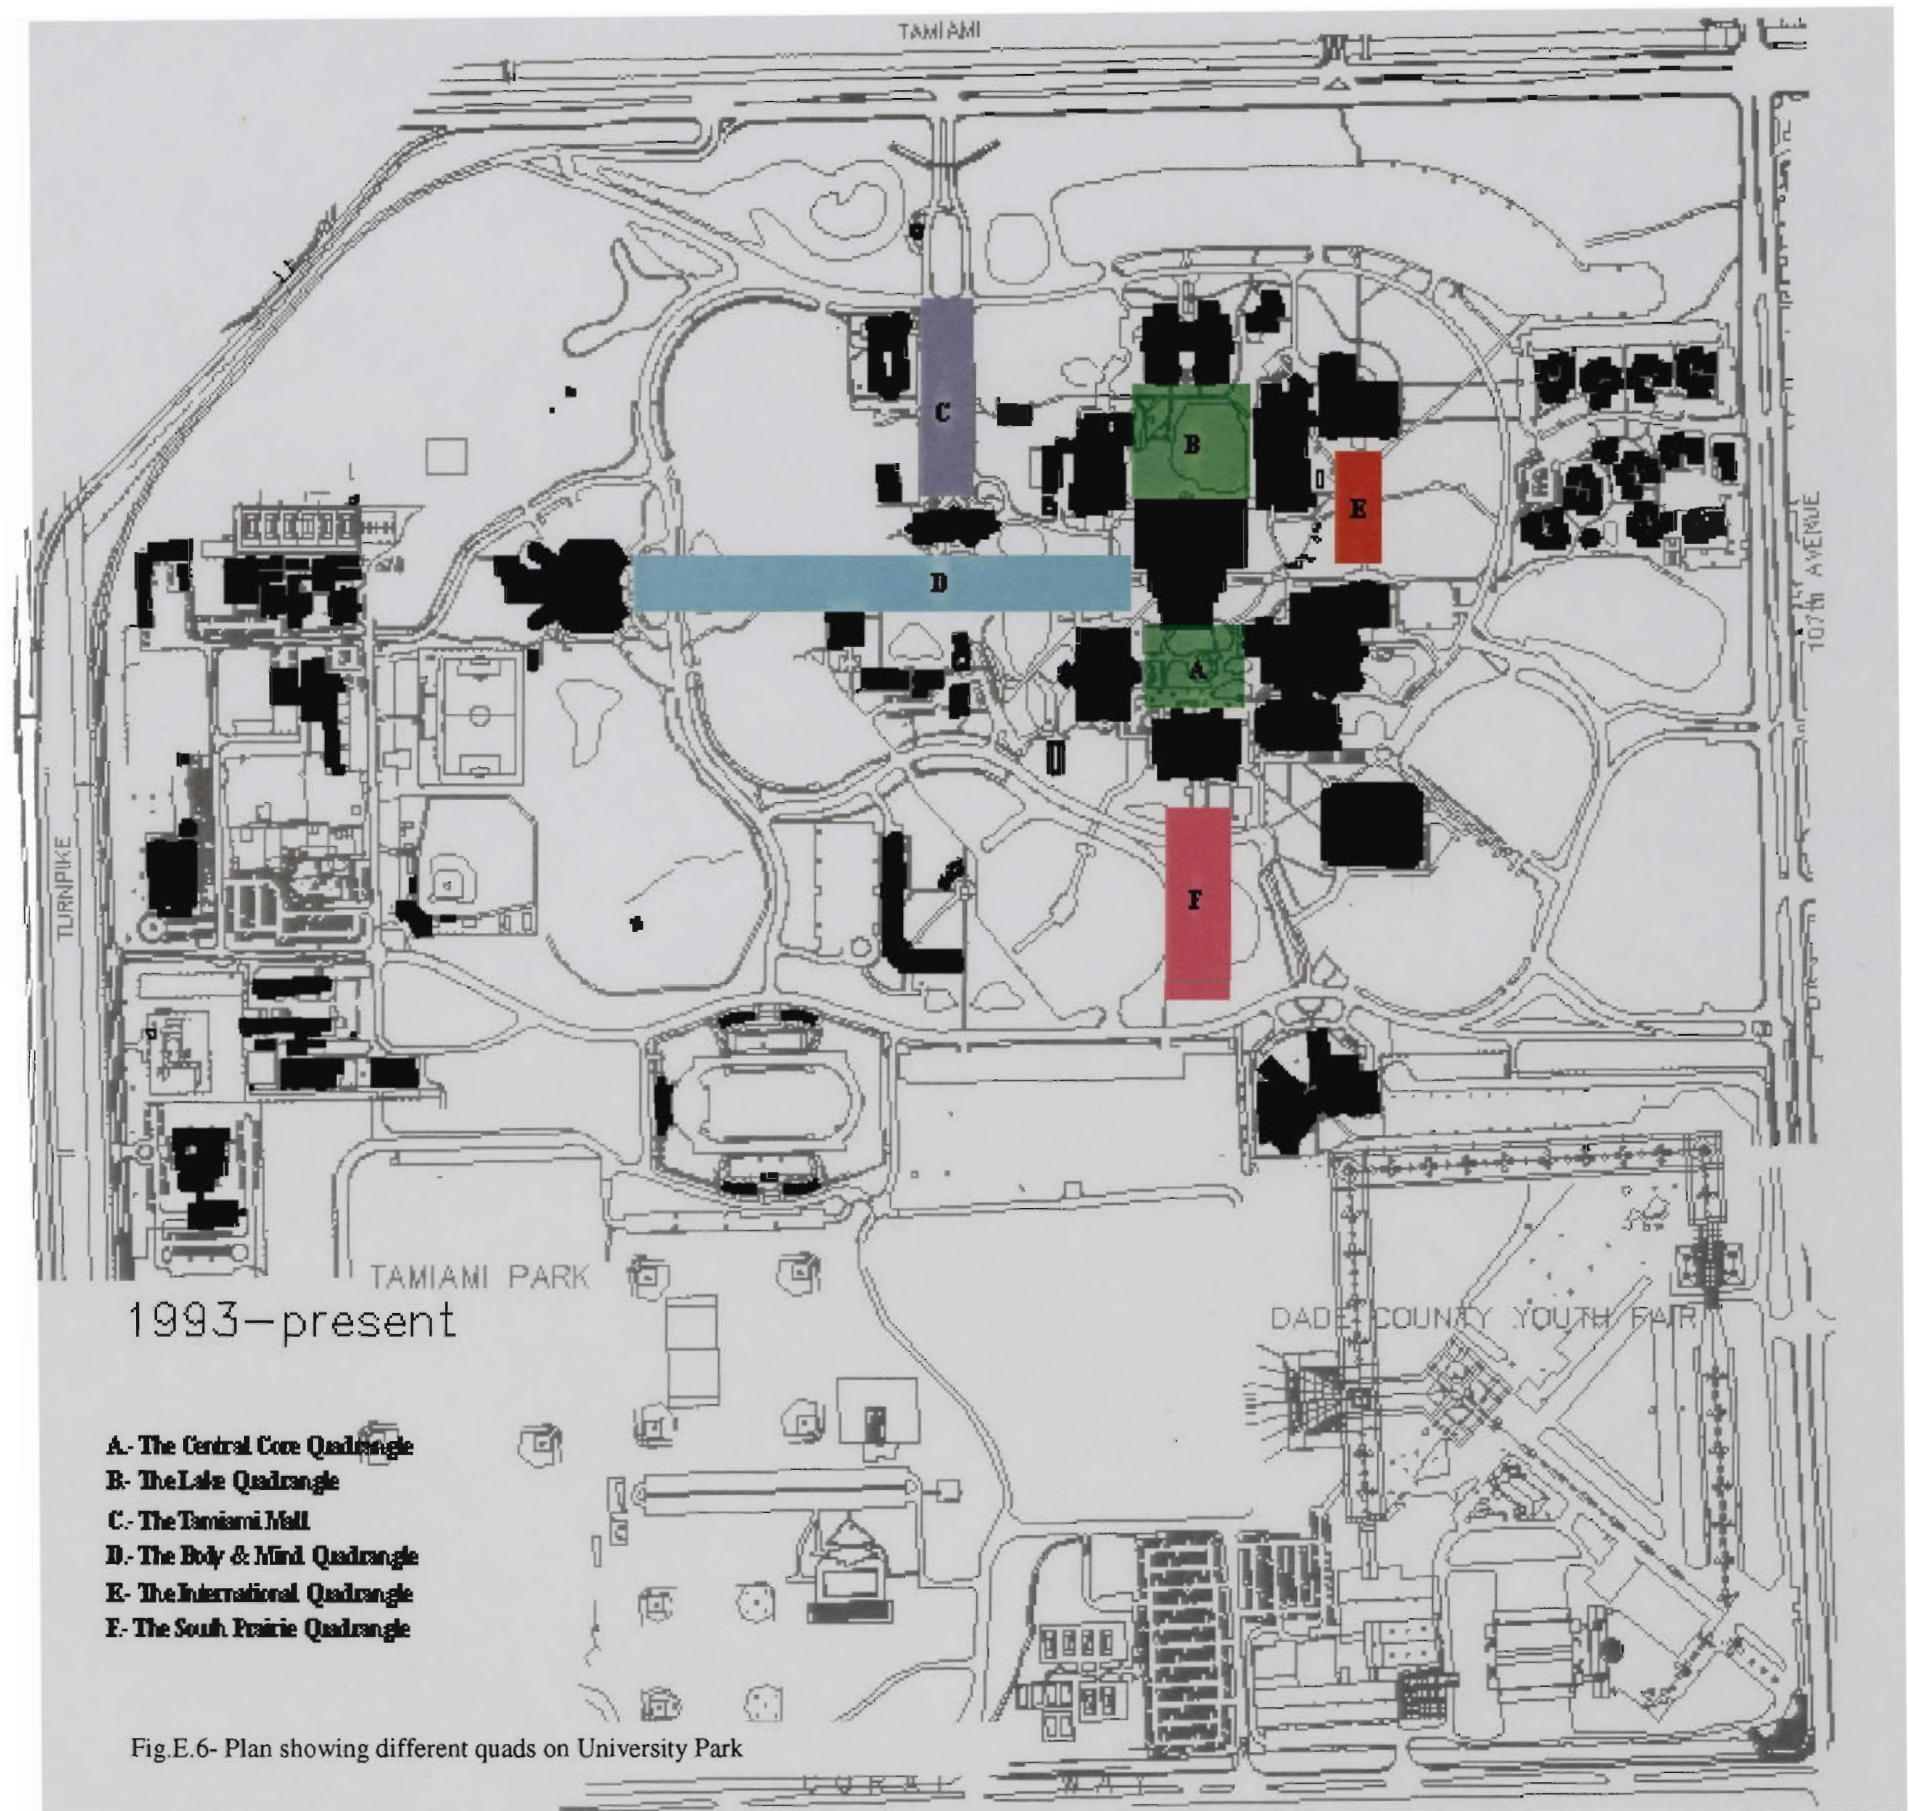 TAMIAMI
C
B
E
D
A
107th AVENUE
TURNPIKE
F
TAMIAMI PARK
1993-present
DADE COUNTY YOUTH FAIR
A.- The Central Core Quadrangle
B.- The Lake Quadrangle
C.- The Tamiami Mall
D.- The Body & Mind Quadrangle
E.- The International Quadrangle
F.- The South Prairie Quadrangle
Fig.E.6- Plan showing different quads on University Park
WAY